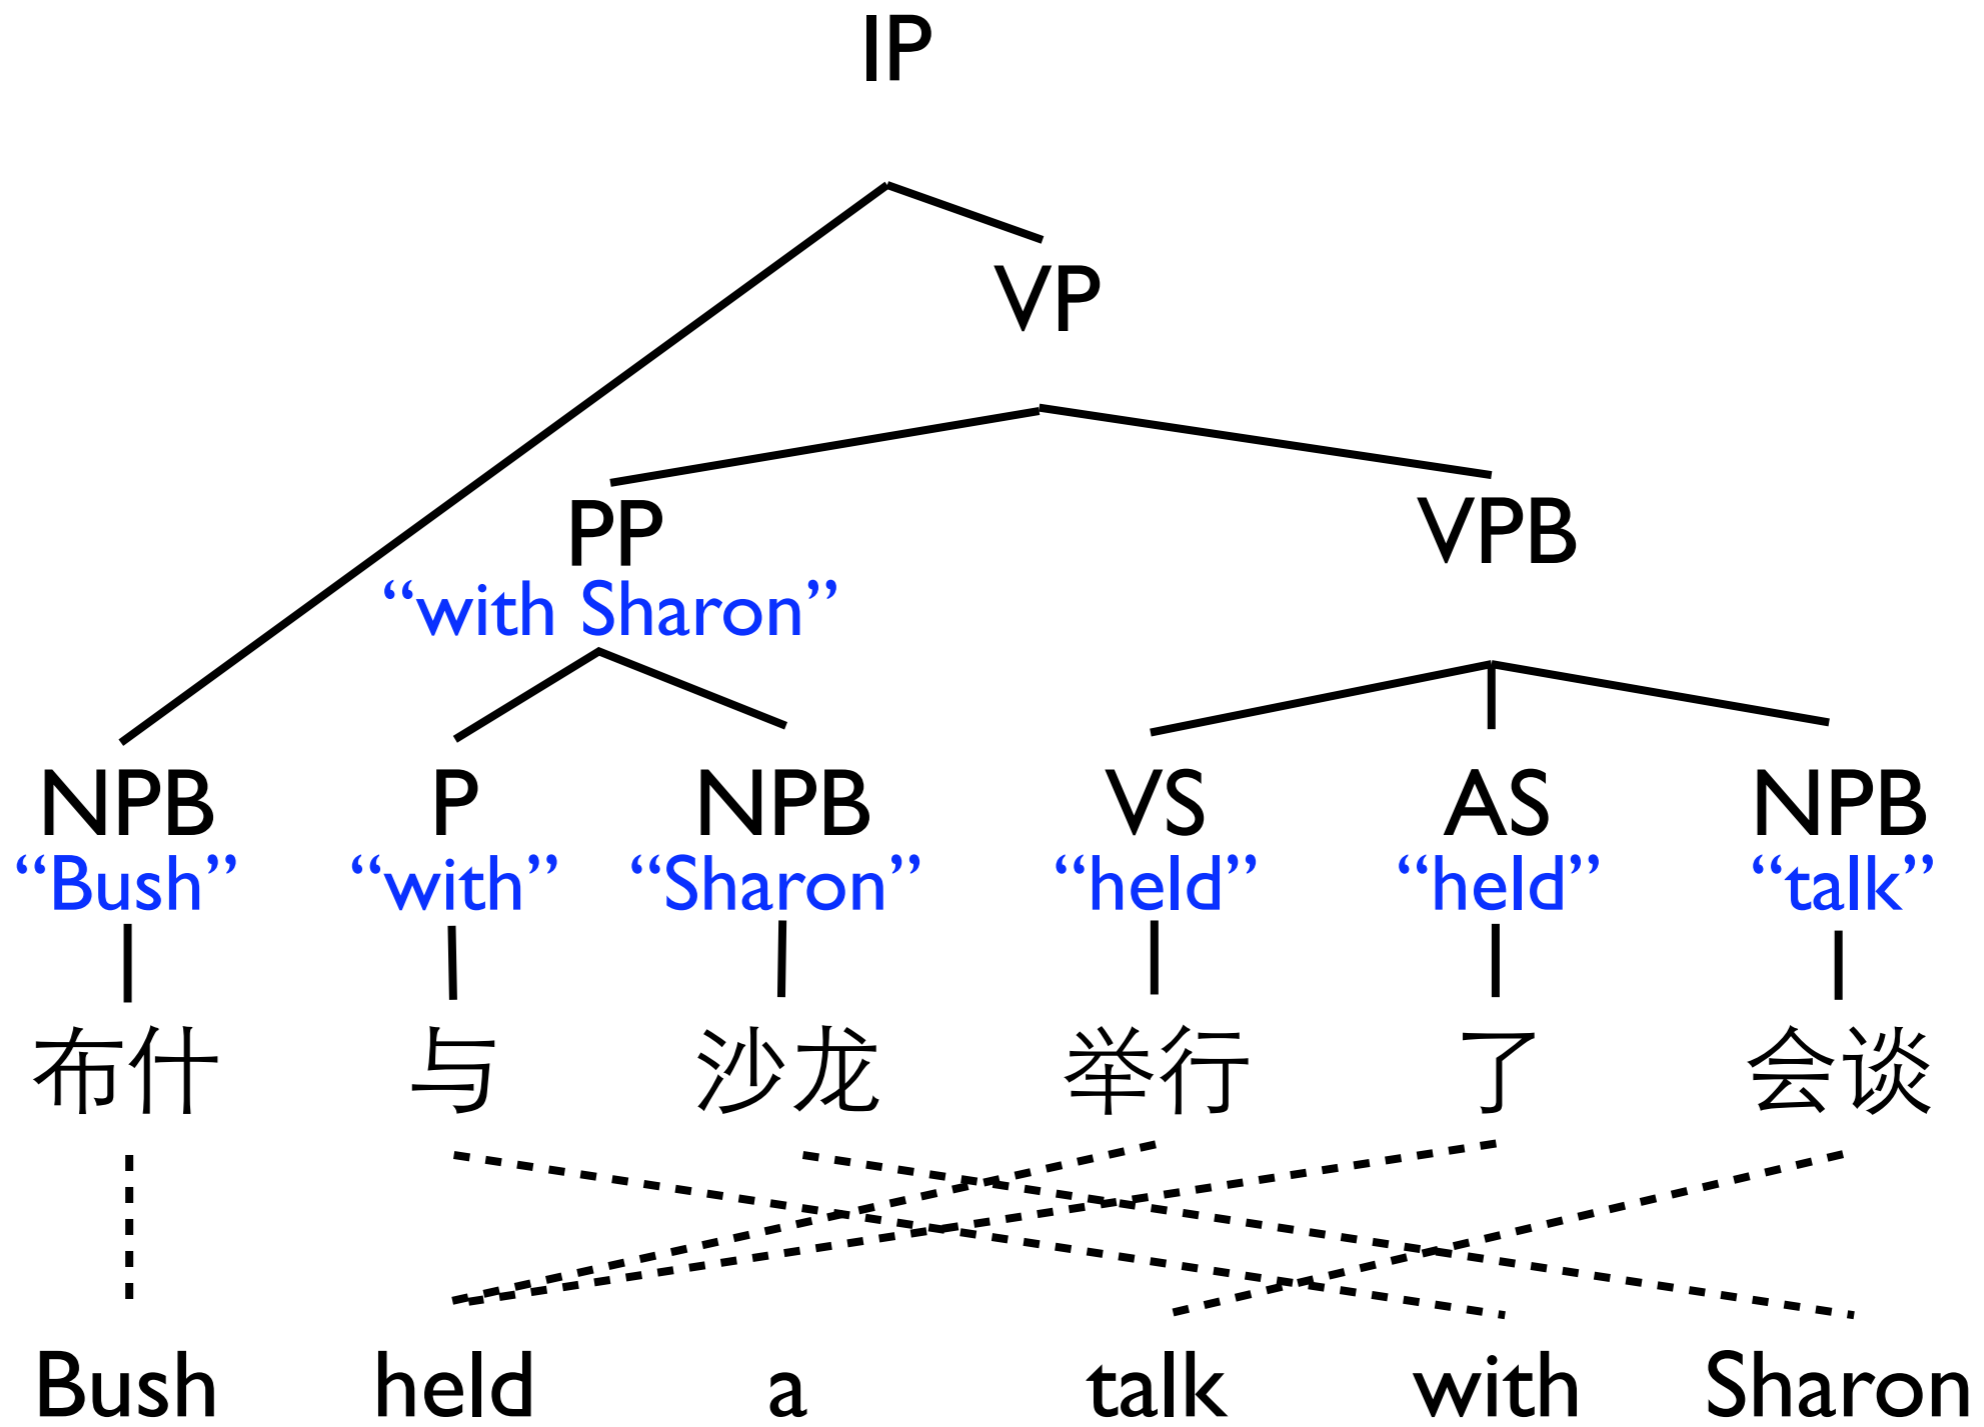 IP
VP
PP VPB
“with Sharon”
NPB P NPB VS AS NPB
“Bush” “with” “Sharon” “held” “held” “talk”
布什 与 沙龙 举行 了 会谈
Bush held a talk with Sharon